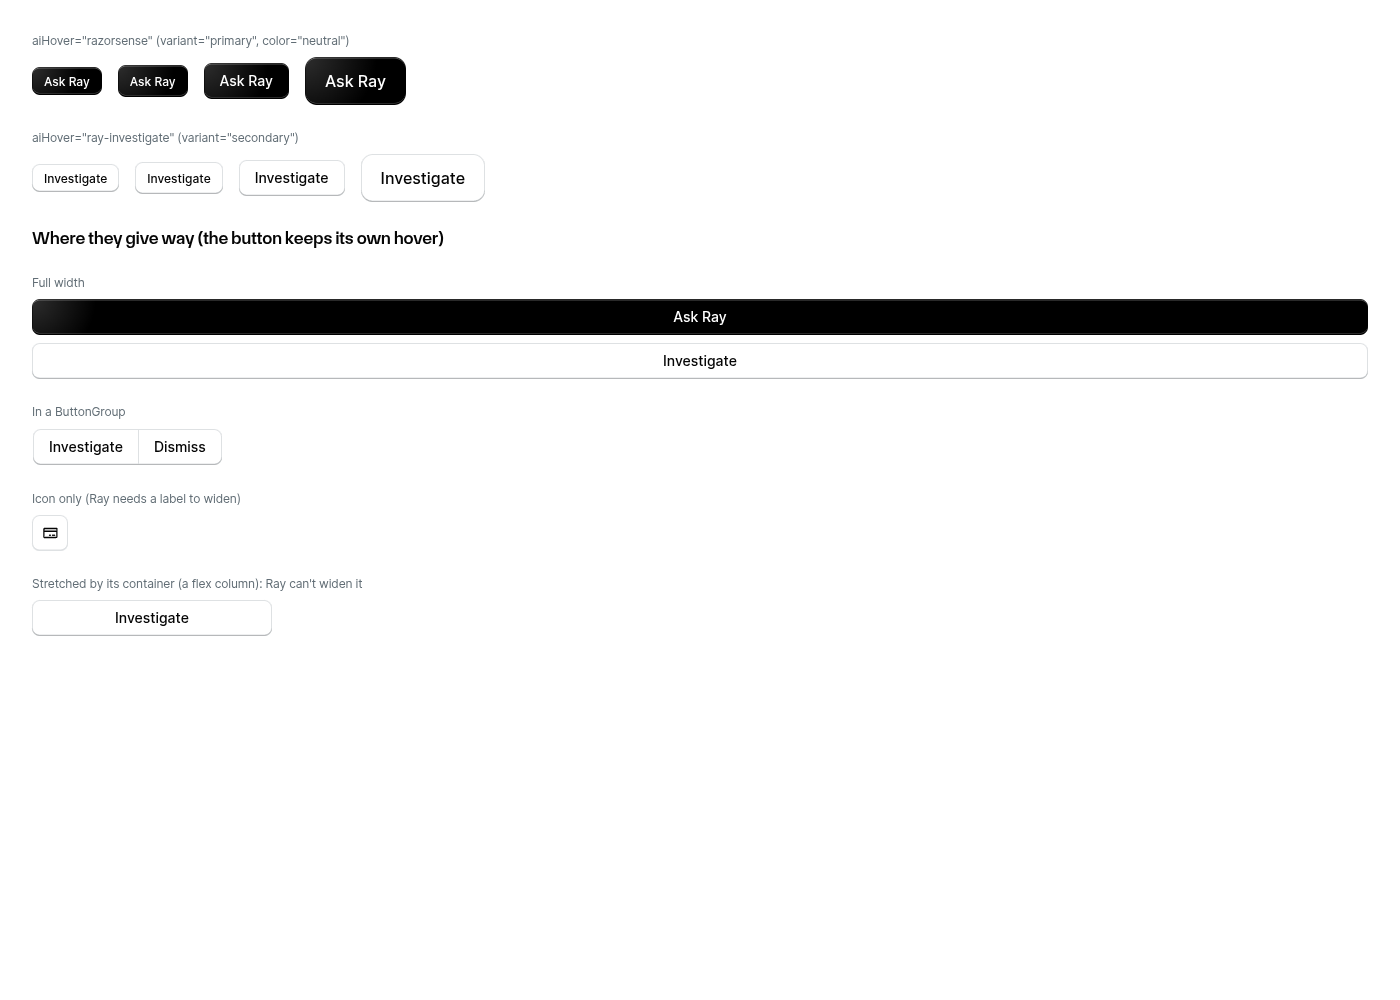 aiHover="razorsense" (variant="primary", color="neutral")
Ask Ray Ask Ray Ask Ray Ask Ray
aiHover="ray-investigate" (variant="secondary")
Investigate Investigate Investigate Investigate
Where they give way (the button keeps its own hover)
Full width
Ask Ray
Investigate
In a ButtonGroup
Investigate Dismiss
Icon only (Ray needs a label to widen)
Stretched by its container (a flex column): Ray can't widen it
Investigate